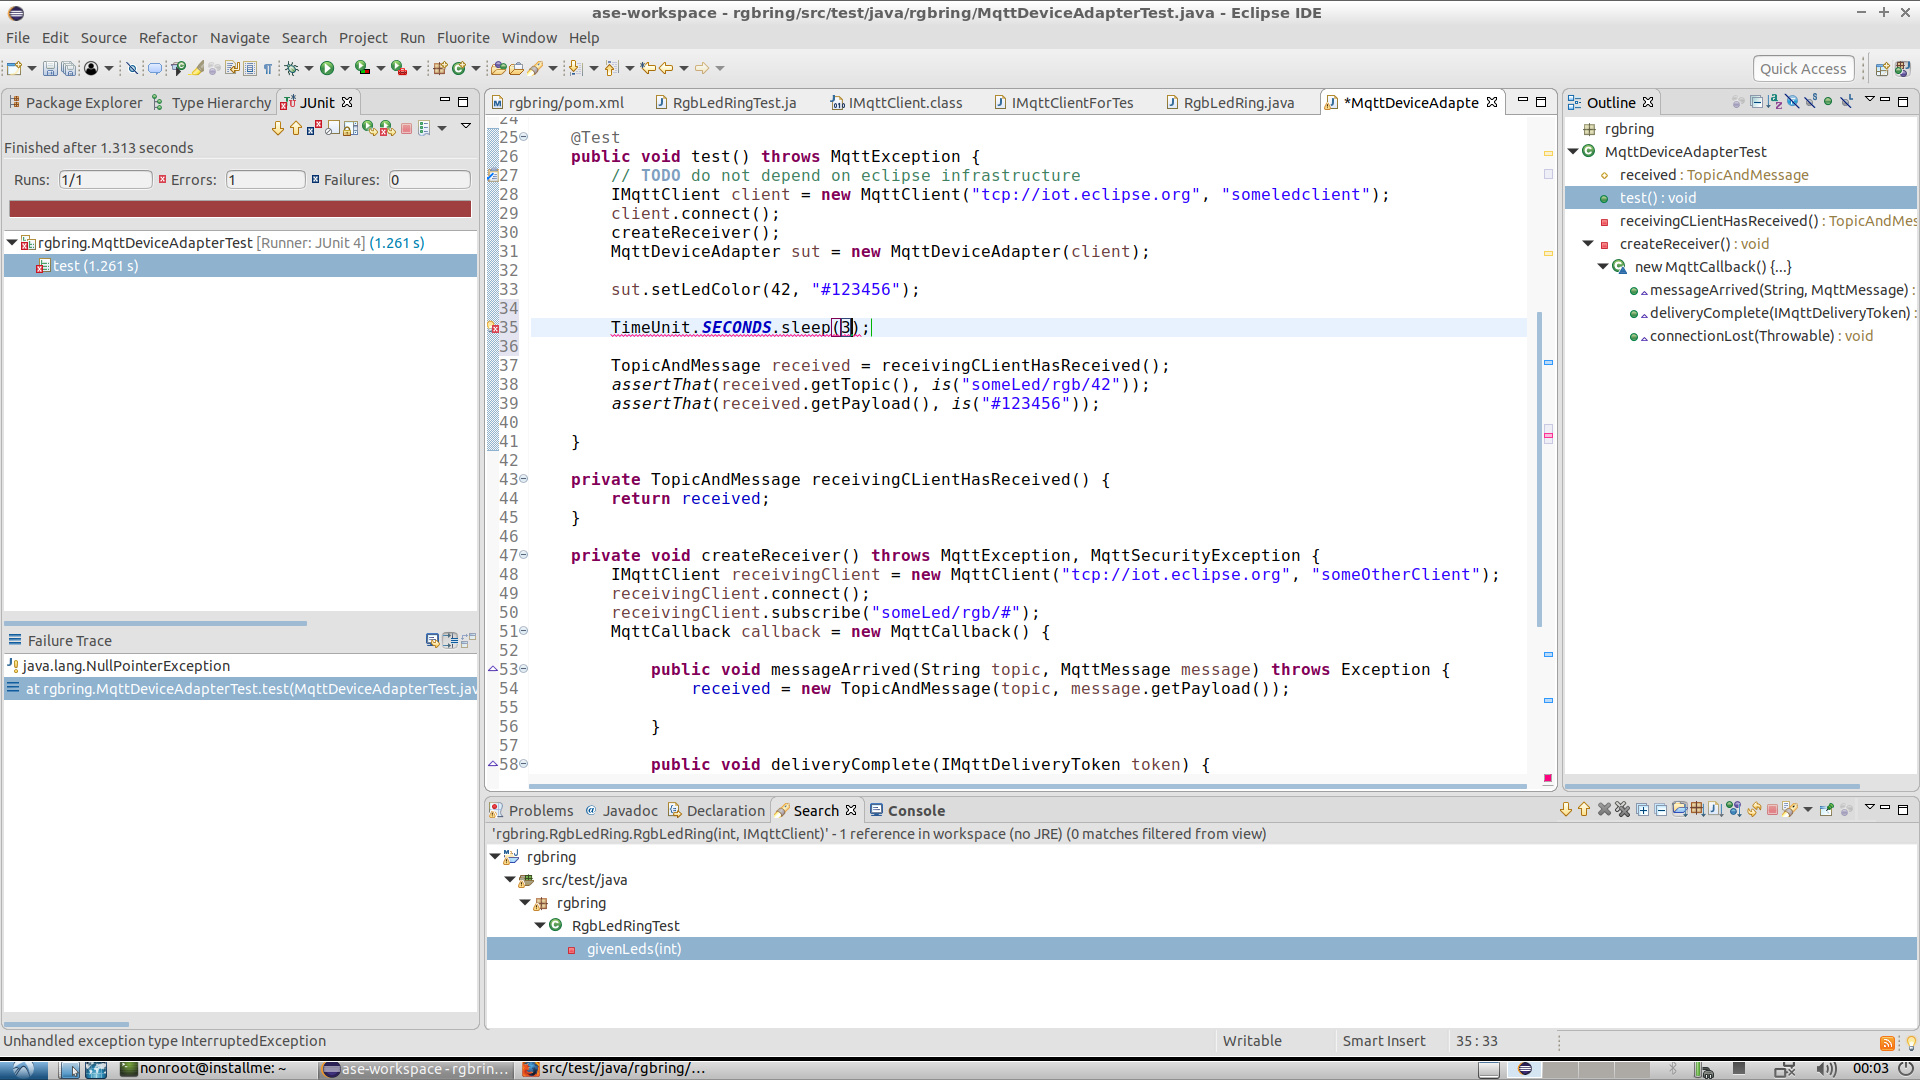 ase-workspace - rgbring/src/test/java/rgbring/MqttDeviceAdapterTest.java - Eclipse IDE
File Edit Source Refactor Navigate Search Project Run Fluorite Window Help
Quick Access
Package Explorer Type Hierarchy JUnit
Finished after 1.313 seconds
Runs: 1/1 Errors: 1 Failures: 0
rgbring.MqttDeviceAdapterTest [Runner: JUnit 4] (1.261 s)
test (1.261 s)
Failure Trace
java.lang.NullPointerException
at rgbring.MqttDeviceAdapterTest.test(MqttDeviceAdapterTest.jav
rgbring/pom.xml RgbLedRingTest.ja IMqttClient.class IMqttClientForTes RgbLedRing.java *MqttDeviceAdapte
24
25 @Test
26 public void test() throws MqttException {
27 // TODO do not depend on eclipse infrastructure
28 IMqttClient client = new MqttClient("tcp://iot.eclipse.org", "someledclient");
29 client.connect();
30 createReceiver();
31 MqttDeviceAdapter sut = new MqttDeviceAdapter(client);
32
33 sut.setLedColor(42, "#123456");
34
35 TimeUnit.SECONDS.sleep(3);
36
37 TopicAndMessage received = receivingCLientHasReceived();
38 assertThat(received.getTopic(), is("someLed/rgb/42"));
39 assertThat(received.getPayload(), is("#123456"));
40
41 }
42
43 private TopicAndMessage receivingCLientHasReceived() {
44 return received;
45 }
46
47 private void createReceiver() throws MqttException, MqttSecurityException {
48 IMqttClient receivingClient = new MqttClient("tcp://iot.eclipse.org", "someOtherClient");
49 receivingClient.connect();
50 receivingClient.subscribe("someLed/rgb/#");
51 MqttCallback callback = new MqttCallback() {
52
53 public void messageArrived(String topic, MqttMessage message) throws Exception {
54 received = new TopicAndMessage(topic, message.getPayload());
55
56 }
57
58 public void deliveryComplete(IMqttDeliveryToken token) {
Outline
rgbring
MqttDeviceAdapterTest
received : TopicAndMessage
test() : void
receivingCLientHasReceived() : TopicAndMes
createReceiver() : void
new MqttCallback() {...}
messageArrived(String, MqttMessage) :
deliveryComplete(IMqttDeliveryToken) :
connectionLost(Throwable) : void
Problems Javadoc Declaration Search Console
'rgbring.RgbLedRing.RgbLedRing(int, IMqttClient)' - 1 reference in workspace (no JRE) (0 matches filtered from view)
rgbring
src/test/java
rgbring
RgbLedRingTest
givenLeds(int)
Unhandled exception type InterruptedException Writable Smart Insert 35 : 33
nonroot@installme: ~ ase-workspace - rgbrin... src/test/java/rgbring/... 00:03